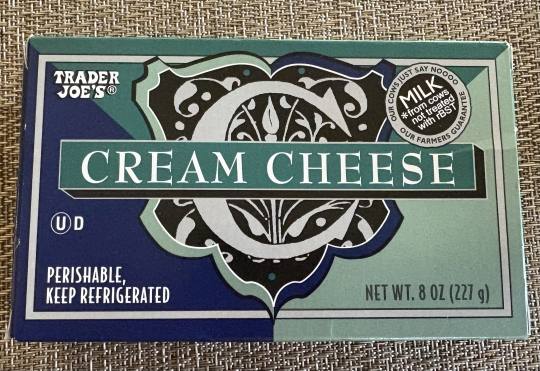 TRADER
JOE'S®
OUR COWS JUST SAY NOOOO
MILK
*from cows
not treated
with rBST
OUR FARMERS GUARANTEE
CREAM CHEESE
U D
PERISHABLE,
KEEP REFRIGERATED
NET WT. 8 OZ (227 g)